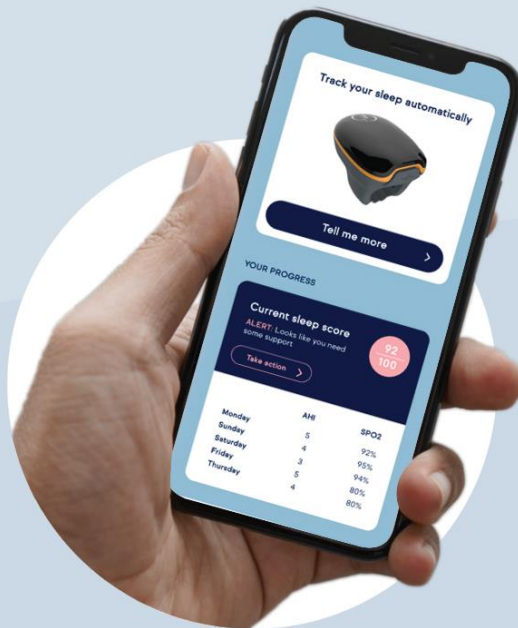 Track your sleep automatically
Tell me more
YOUR PROGRESS
Current sleep score
ALERT: Looks like you need
some support
92
100
Take action
AHI SPO2
Monday 5 92%
Sunday 4 95%
Saturday 3 94%
Friday 5 80%
Thursday 4 80%